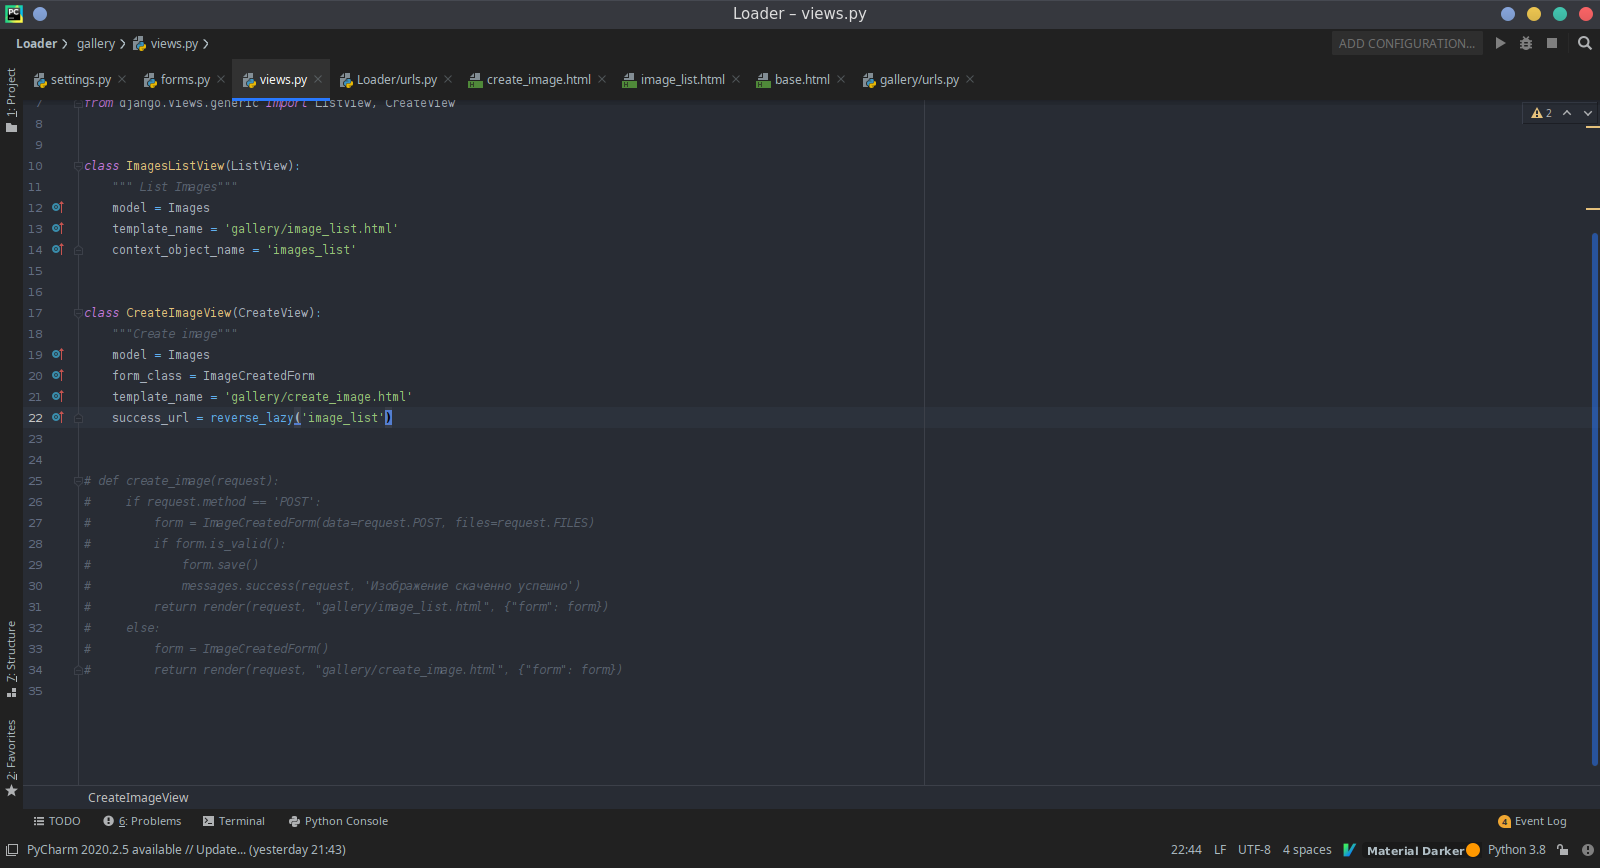 PC
Loader – views.py
Loader
gallery
views.py
ADD CONFIGURATION...
settings.py
forms.py
views.py
Loader/urls.py
create_image.html
image_list.html
base.html
gallery/urls.py
1: Project
7 from django.views.generic import ListView, CreateView
2
8
9
10 class ImagesListView(ListView):
11 """ List Images"""
12 model = Images
13 template_name = 'gallery/image_list.html'
14 context_object_name = 'images_list'
15
16
17 class CreateImageView(CreateView):
18 """Create image"""
19 model = Images
20 form_class = ImageCreatedForm
21 template_name = 'gallery/create_image.html'
22 success_url = reverse_lazy('image_list')
23
24
25 # def create_image(request):
26 # if request.method == 'POST':
27 # form = ImageCreatedForm(data=request.POST, files=request.FILES)
28 # if form.is_valid():
29 # form.save()
30 # messages.success(request, 'Изображение скаченно успешно')
31 # return render(request, "gallery/image_list.html", {"form": form})
32 # else:
33 # form = ImageCreatedForm()
34 # return render(request, "gallery/create_image.html", {"form": form})
35
7: Structure
2: Favorites
CreateImageView
TODO
6: Problems
Terminal
Python Console
4 Event Log
PyCharm 2020.2.5 available // Update... (yesterday 21:43)
22:44
LF
UTF-8
4 spaces
Material Darker
Python 3.8